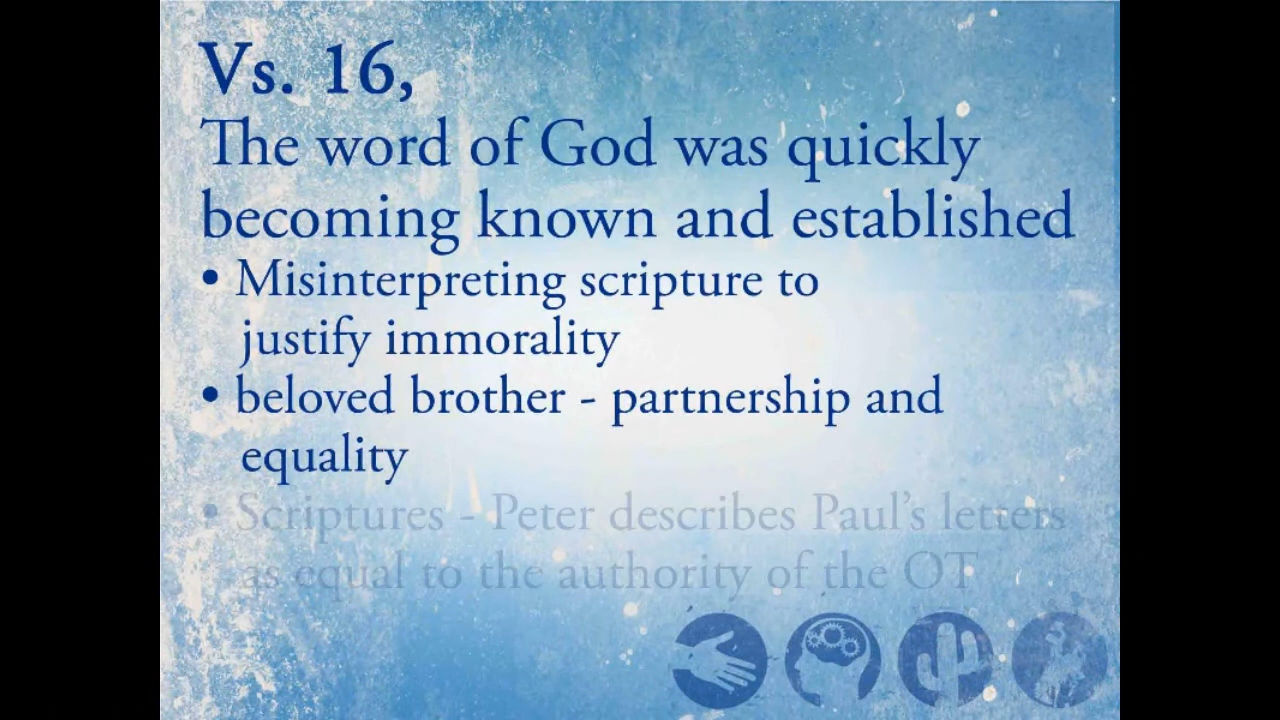 Vs. 16,
The word of God was quickly
becoming known and established
• Misinterpreting scripture to
justify immorality
• beloved brother - partnership and
equality
• Scriptures - Peter describes Paul’s letters
as equal to the authority of the OT